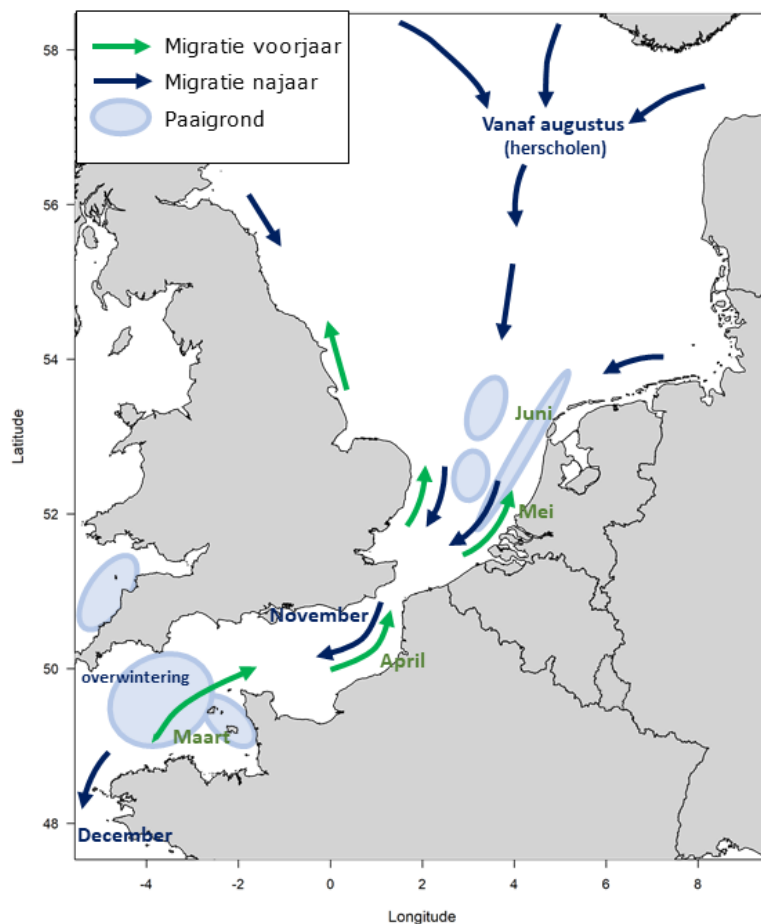 Migratie voorjaar
Migratie najaar
Paaigrond
Vanaf augustus
(herscholen)
Juni
Mei
November
April
overwintering
Maart
December
Latitude
58
56
54
52
50
48
-4
-2
0
2
4
6
8
Longitude